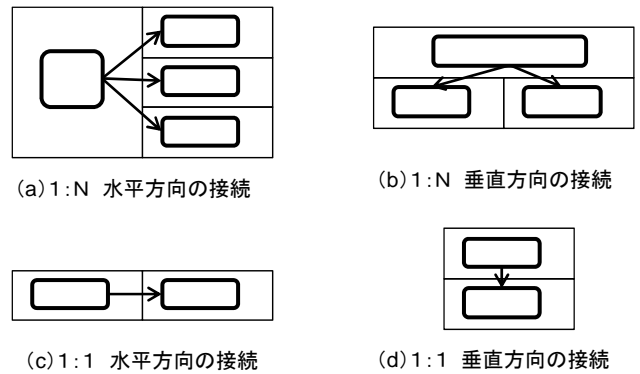 (a)1:N 水平方向の接続
(b)1:N 垂直方向の接続
(c)1:1 水平方向の接続
(d)1:1 垂直方向の接続